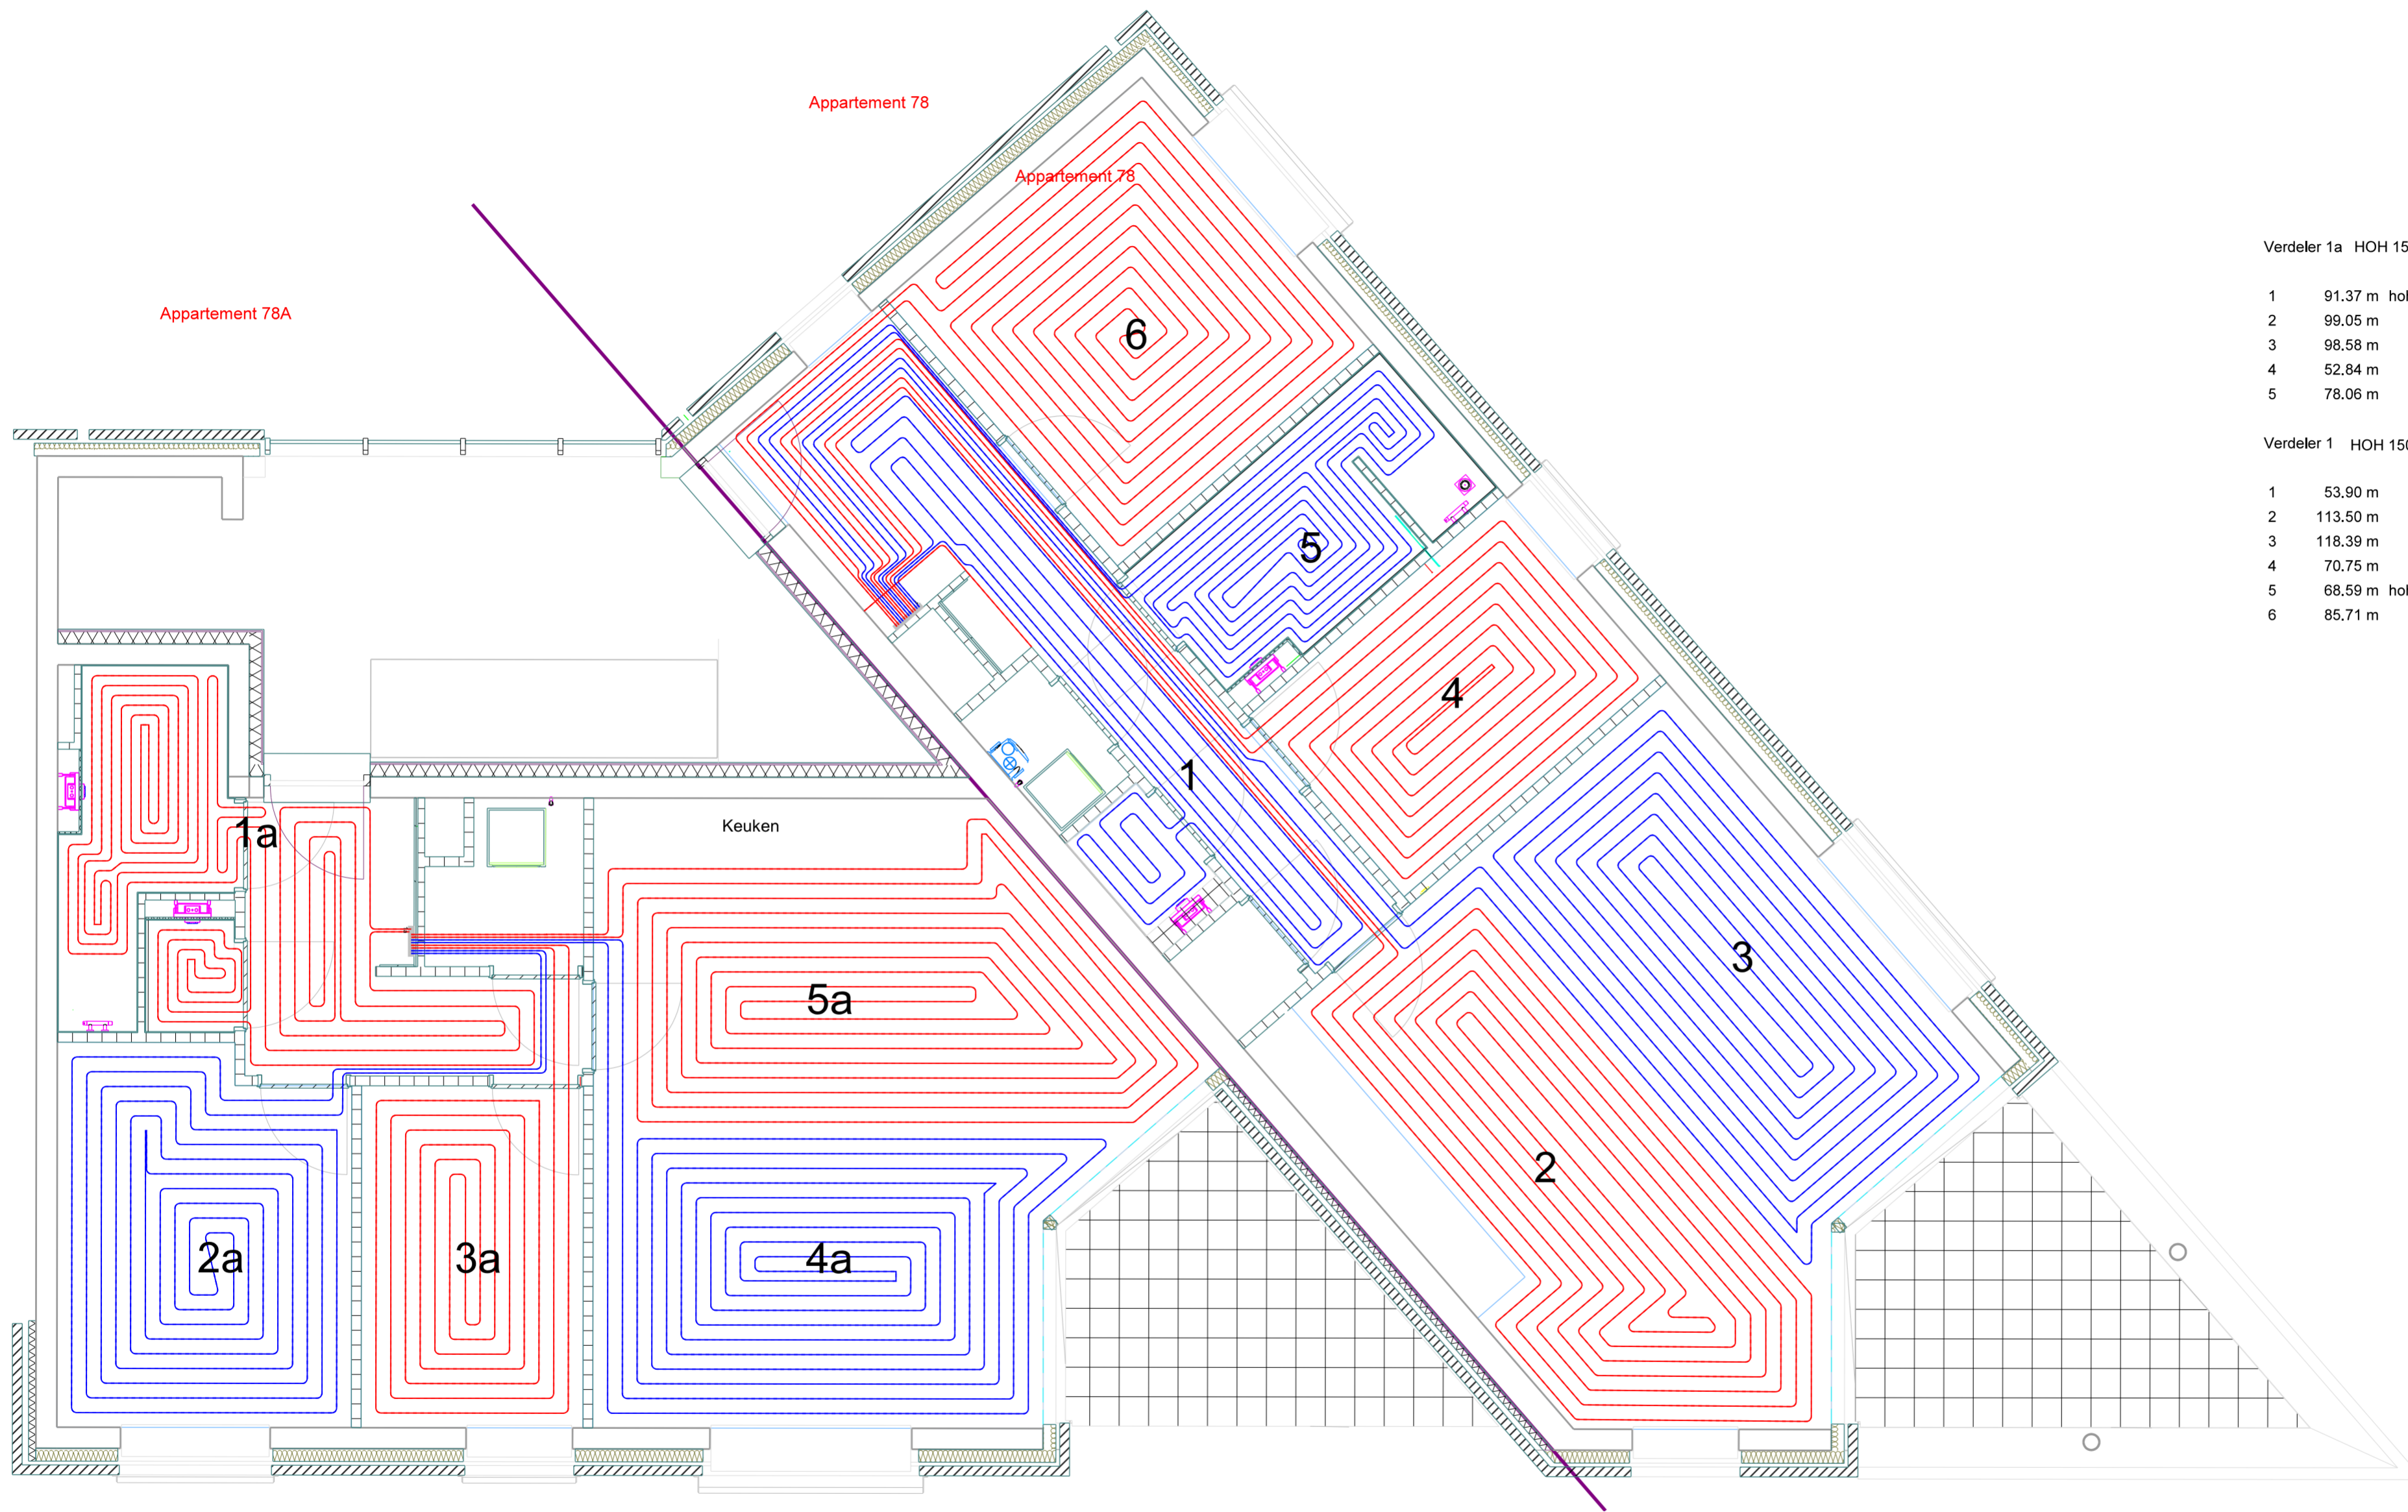 Appartement 78
Appartement 78
Appartement 78A
Verdeler 1a HOH 15
1 91.37 m hol
2 99.05 m
3 98.58 m
4 52.84 m
5 78.06 m
Verdeler 1 HOH 150
1 53.90 m
2 113.50 m
3 118.39 m
4 70.75 m
5 68.59 m hol
6 85.71 m
6
5
4
1
1a
Keuken
3
5a
2
2a
3a
4a